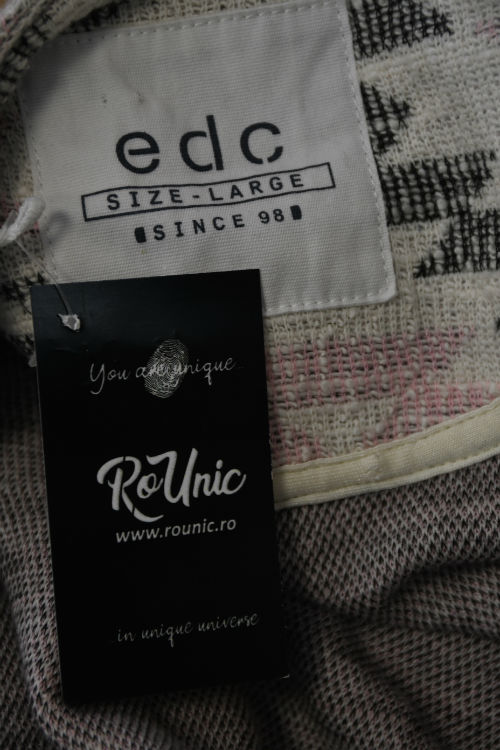 edc
SIZE-LARGE
SINCE 98
You are unique
RoUnic
www.rounic.ro
in unique universe